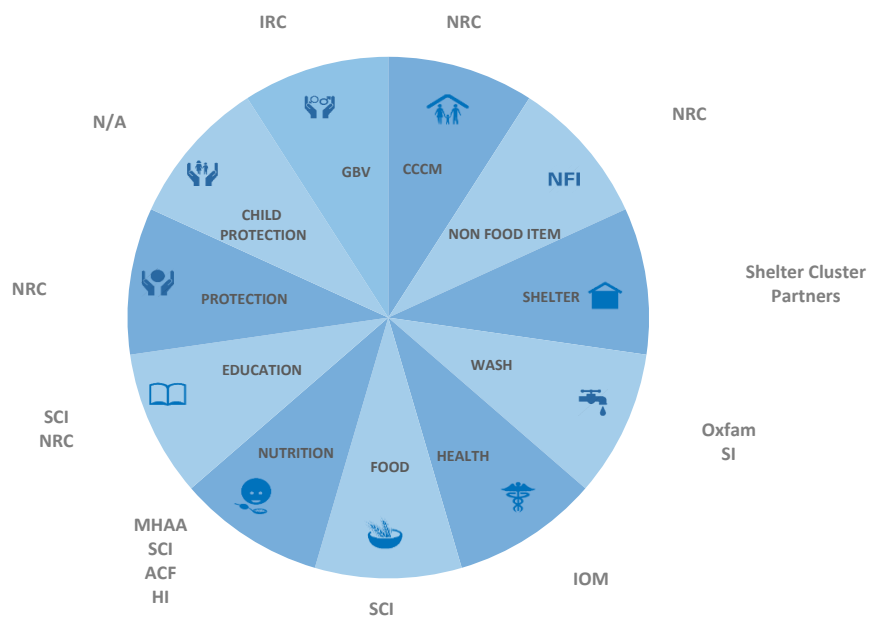 IRC
NRC
N/A
NRC
NFI
GBV
CCCM
CHILD
PROTECTION
NON FOOD ITEM
NRC
PROTECTION
SHELTER
Shelter Cluster
Partners
EDUCATION
WASH
SCI
NRC
Oxfam
SI
NUTRITION
FOOD
HEALTH
MHAA
SCI
ACF
HI
SCI
IOM